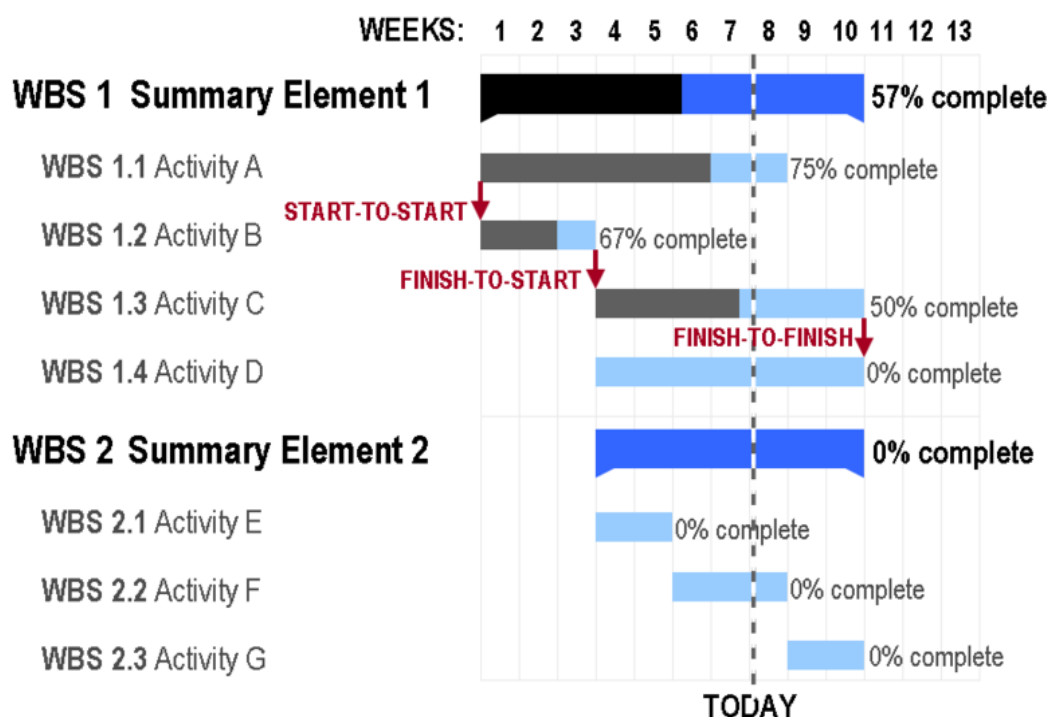 WEEKS: 1 2 3 4 5 6 7 8 9 10 11 12 13
WBS 1 Summary Element 1 57% complete
WBS 1.1 Activity A 75% complete
START-TO-START
WBS 1.2 Activity B 67% complete
FINISH-TO-START
WBS 1.3 Activity C 50% complete
FINISH-TO-FINISH
WBS 1.4 Activity D 0% complete
WBS 2 Summary Element 2 0% complete
WBS 2.1 Activity E 0% complete
WBS 2.2 Activity F 0% complete
WBS 2.3 Activity G 0% complete
TODAY